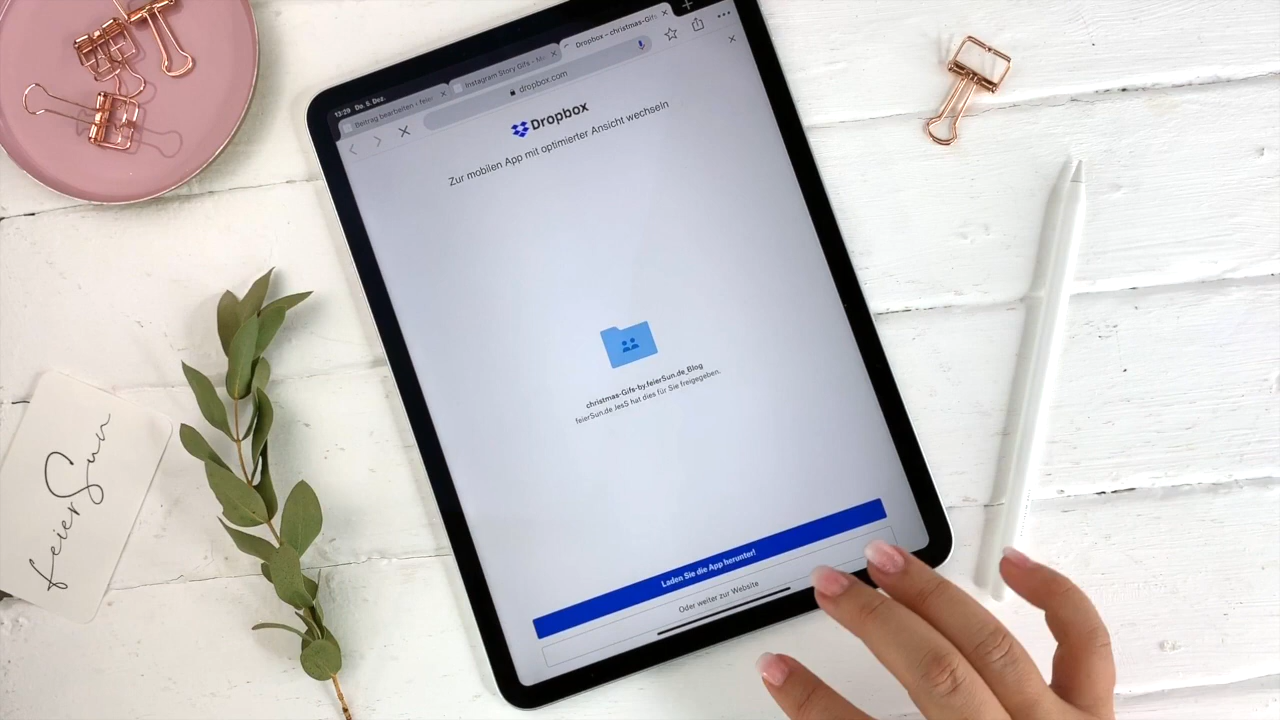 13:29 Do. 5. Dez.
Beitrag bearbeiten ‹ feier
Instagram Story Gifs – Me
Dropbox – christmas-Gifs
dropbox.com
Dropbox
Zur mobilen App mit optimierter Ansicht wechseln
christmas-Gifs-by.feierSun.de_Blog
feierSun.de JesS hat dies für Sie freigegeben.
Laden Sie die App herunter!
Oder weiter zur Website
feierSun